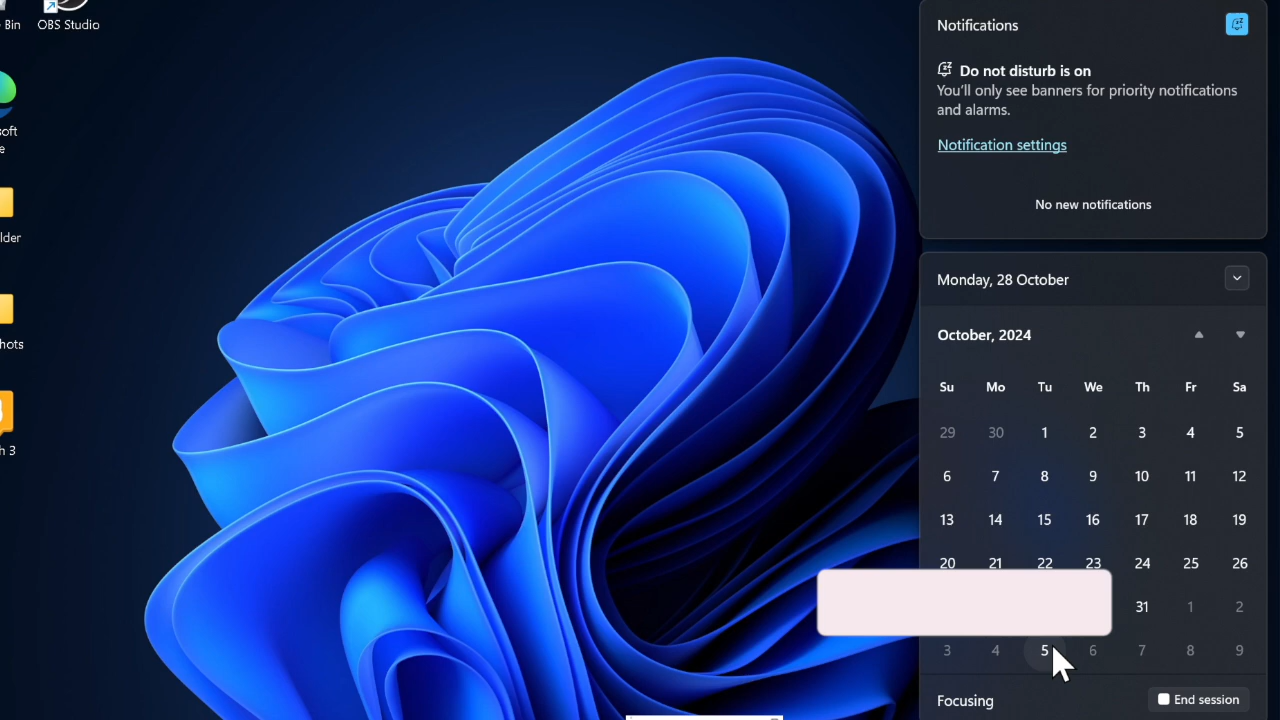 Bin
OBS Studio
soft
e
lder
hots
h 3
Notifications
Do not disturb is on
You'll only see banners for priority notifications
and alarms.
Notification settings
No new notifications
Monday, 28 October
October, 2024
Su Mo Tu We Th Fr Sa
29 30 1 2 3 4 5
6 7 8 9 10 11 12
13 14 15 16 17 18 19
20 21 22 23 24 25 26
31 1 2
3 4 5 6 7 8 9
Focusing
End session